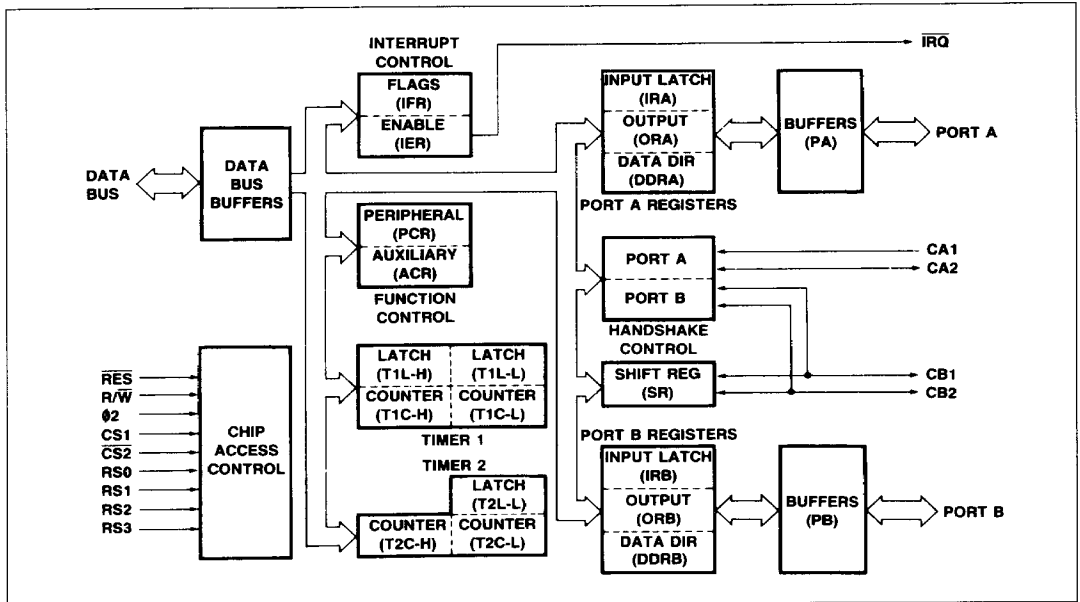 INTERRUPT
CONTROL
FLAGS
(IFR)
ENABLE
(IER)
I̅R̅Q̅
DATA
BUS
DATA
BUS
BUFFERS
PERIPHERAL
(PCR)
AUXILIARY
(ACR)
FUNCTION
CONTROL
LATCH
(T1L-H)
LATCH
(T1L-L)
COUNTER
(T1C-H)
COUNTER
(T1C-L)
TIMER 1
TIMER 2
LATCH
(T2L-L)
COUNTER
(T2C-H)
COUNTER
(T2C-L)
R̅E̅S̅
R/W̅
Ø2
CS1
C̅S̅2̅
RS0
RS1
RS2
RS3
CHIP
ACCESS
CONTROL
INPUT LATCH
(IRA)
OUTPUT
(ORA)
DATA DIR
(DDRA)
PORT A REGISTERS
BUFFERS
(PA)
PORT A
PORT A
PORT B
HANDSHAKE
CONTROL
CA1
CA2
SHIFT REG
(SR)
CB1
CB2
PORT B REGISTERS
INPUT LATCH
(IRB)
OUTPUT
(ORB)
DATA DIR
(DDRB)
BUFFERS
(PB)
PORT B